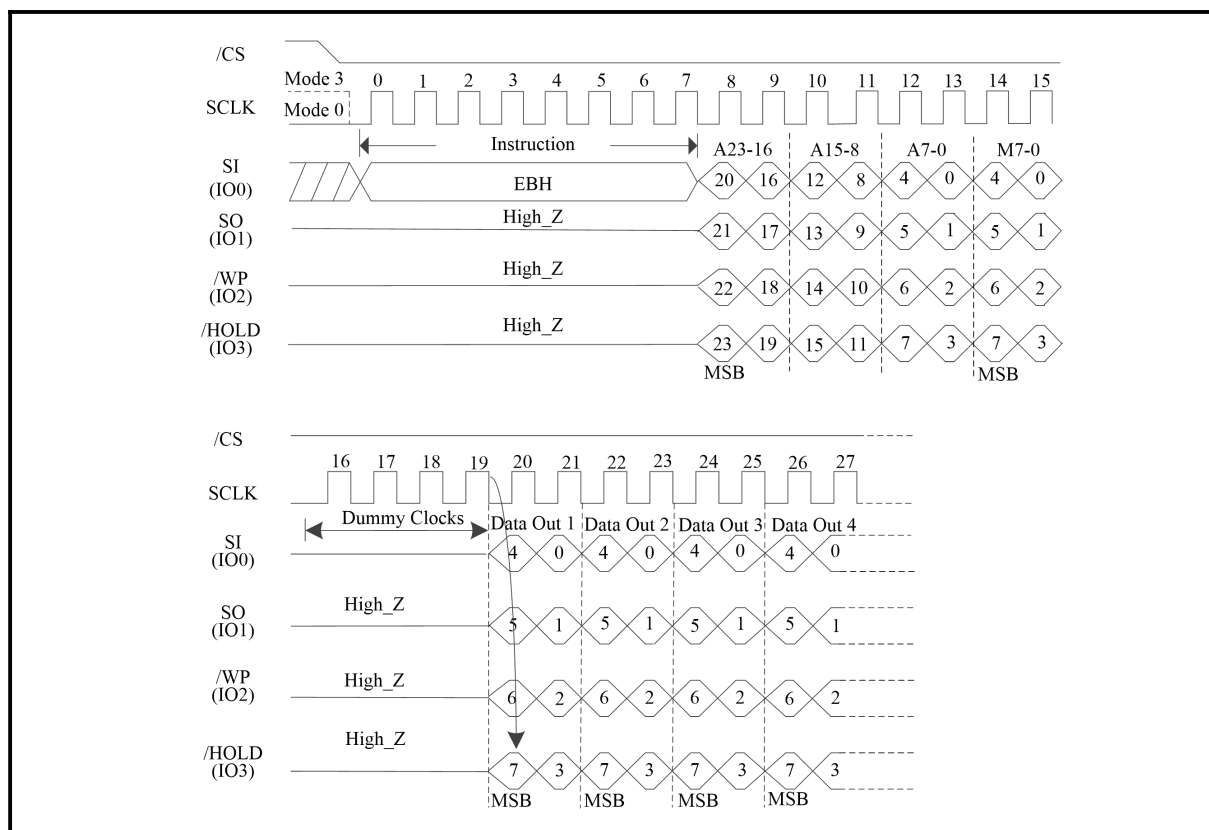 /CS
Mode 3 0 1 2 3 4 5 6 7 8 9 10 11 12 13 14 15
SCLK Mode 0
Instruction A23-16 A15-8 A7-0 M7-0
SI
(IO0) EBH 20 16 12 8 4 0 4 0
High_Z
SO
(IO1) 21 17 13 9 5 1 5 1
High_Z
/WP
(IO2) 22 18 14 10 6 2 6 2
High_Z
/HOLD
(IO3) 23 19 15 11 7 3 7 3
MSB MSB
/CS
16 17 18 19 20 21 22 23 24 25 26 27
SCLK
Dummy Clocks Data Out 1 Data Out 2 Data Out 3 Data Out 4
SI
(IO0) 4 0 4 0 4 0 4 0
High_Z
SO
(IO1) 5 1 5 1 5 1 5 1
High_Z
/WP
(IO2) 6 2 6 2 6 2 6 2
High_Z
/HOLD
(IO3) 7 3 7 3 7 3 7 3
MSB MSB MSB MSB